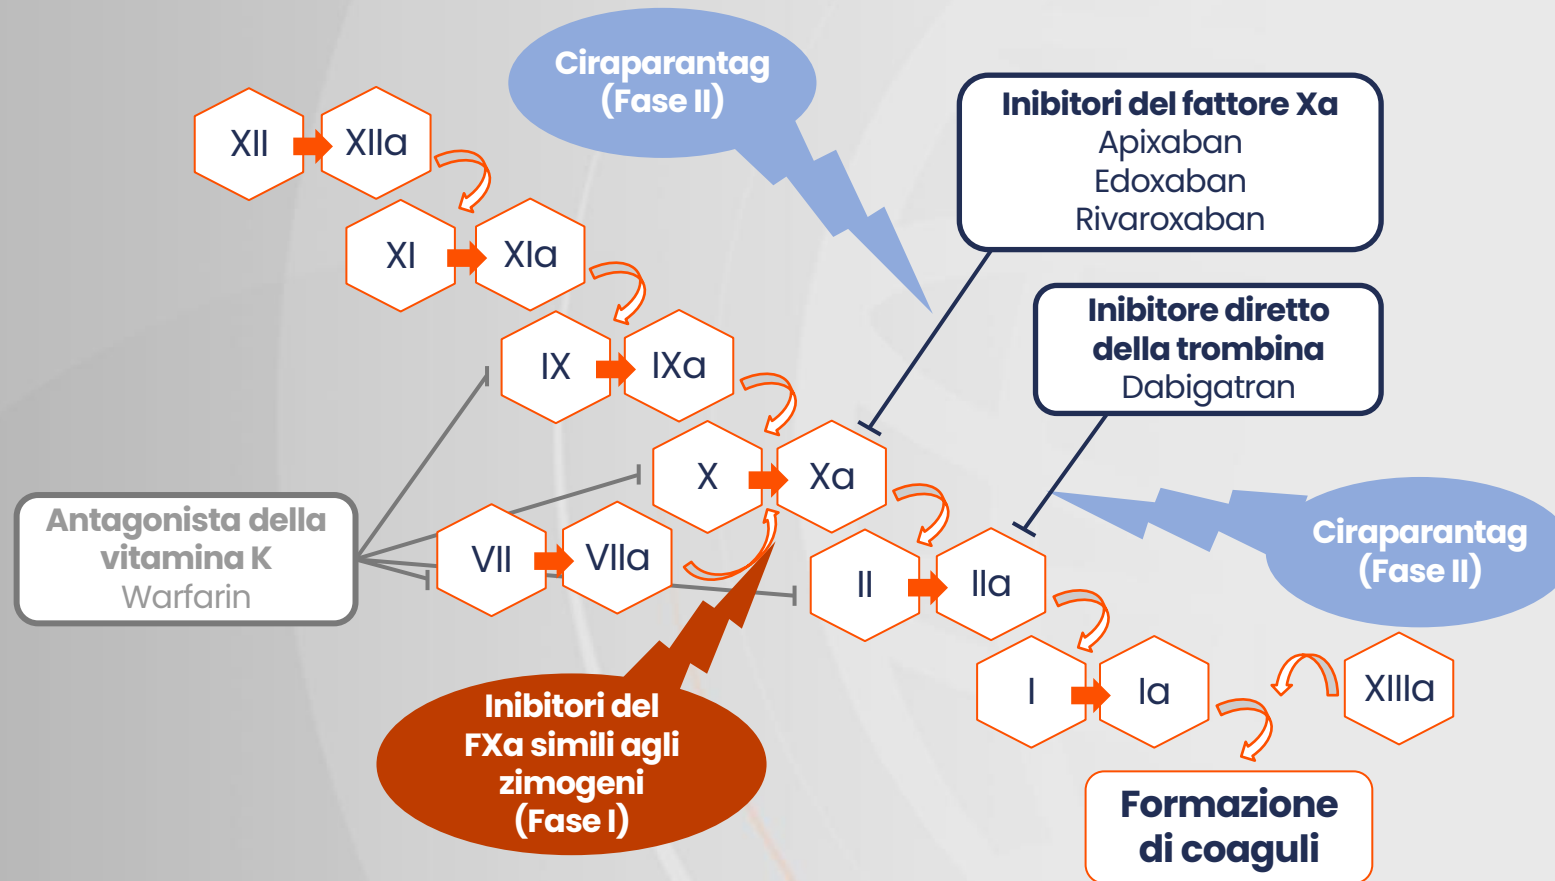 Ciraparantag
(Fase II)
Inibitori del fattore Xa
Apixaban
Edoxaban
Rivaroxaban
XII
XIIa
XI
XIa
Inibitore diretto
della trombina
Dabigatran
IX
IXa
X
Xa
Antagonista della
vitamina K
Warfarin
VII
VIIa
II
IIa
Ciraparantag
(Fase II)
I
Ia
XIIIa
Inibitori del
FXa simili agli
zimogeni
(Fase I)
Formazione
di coaguli